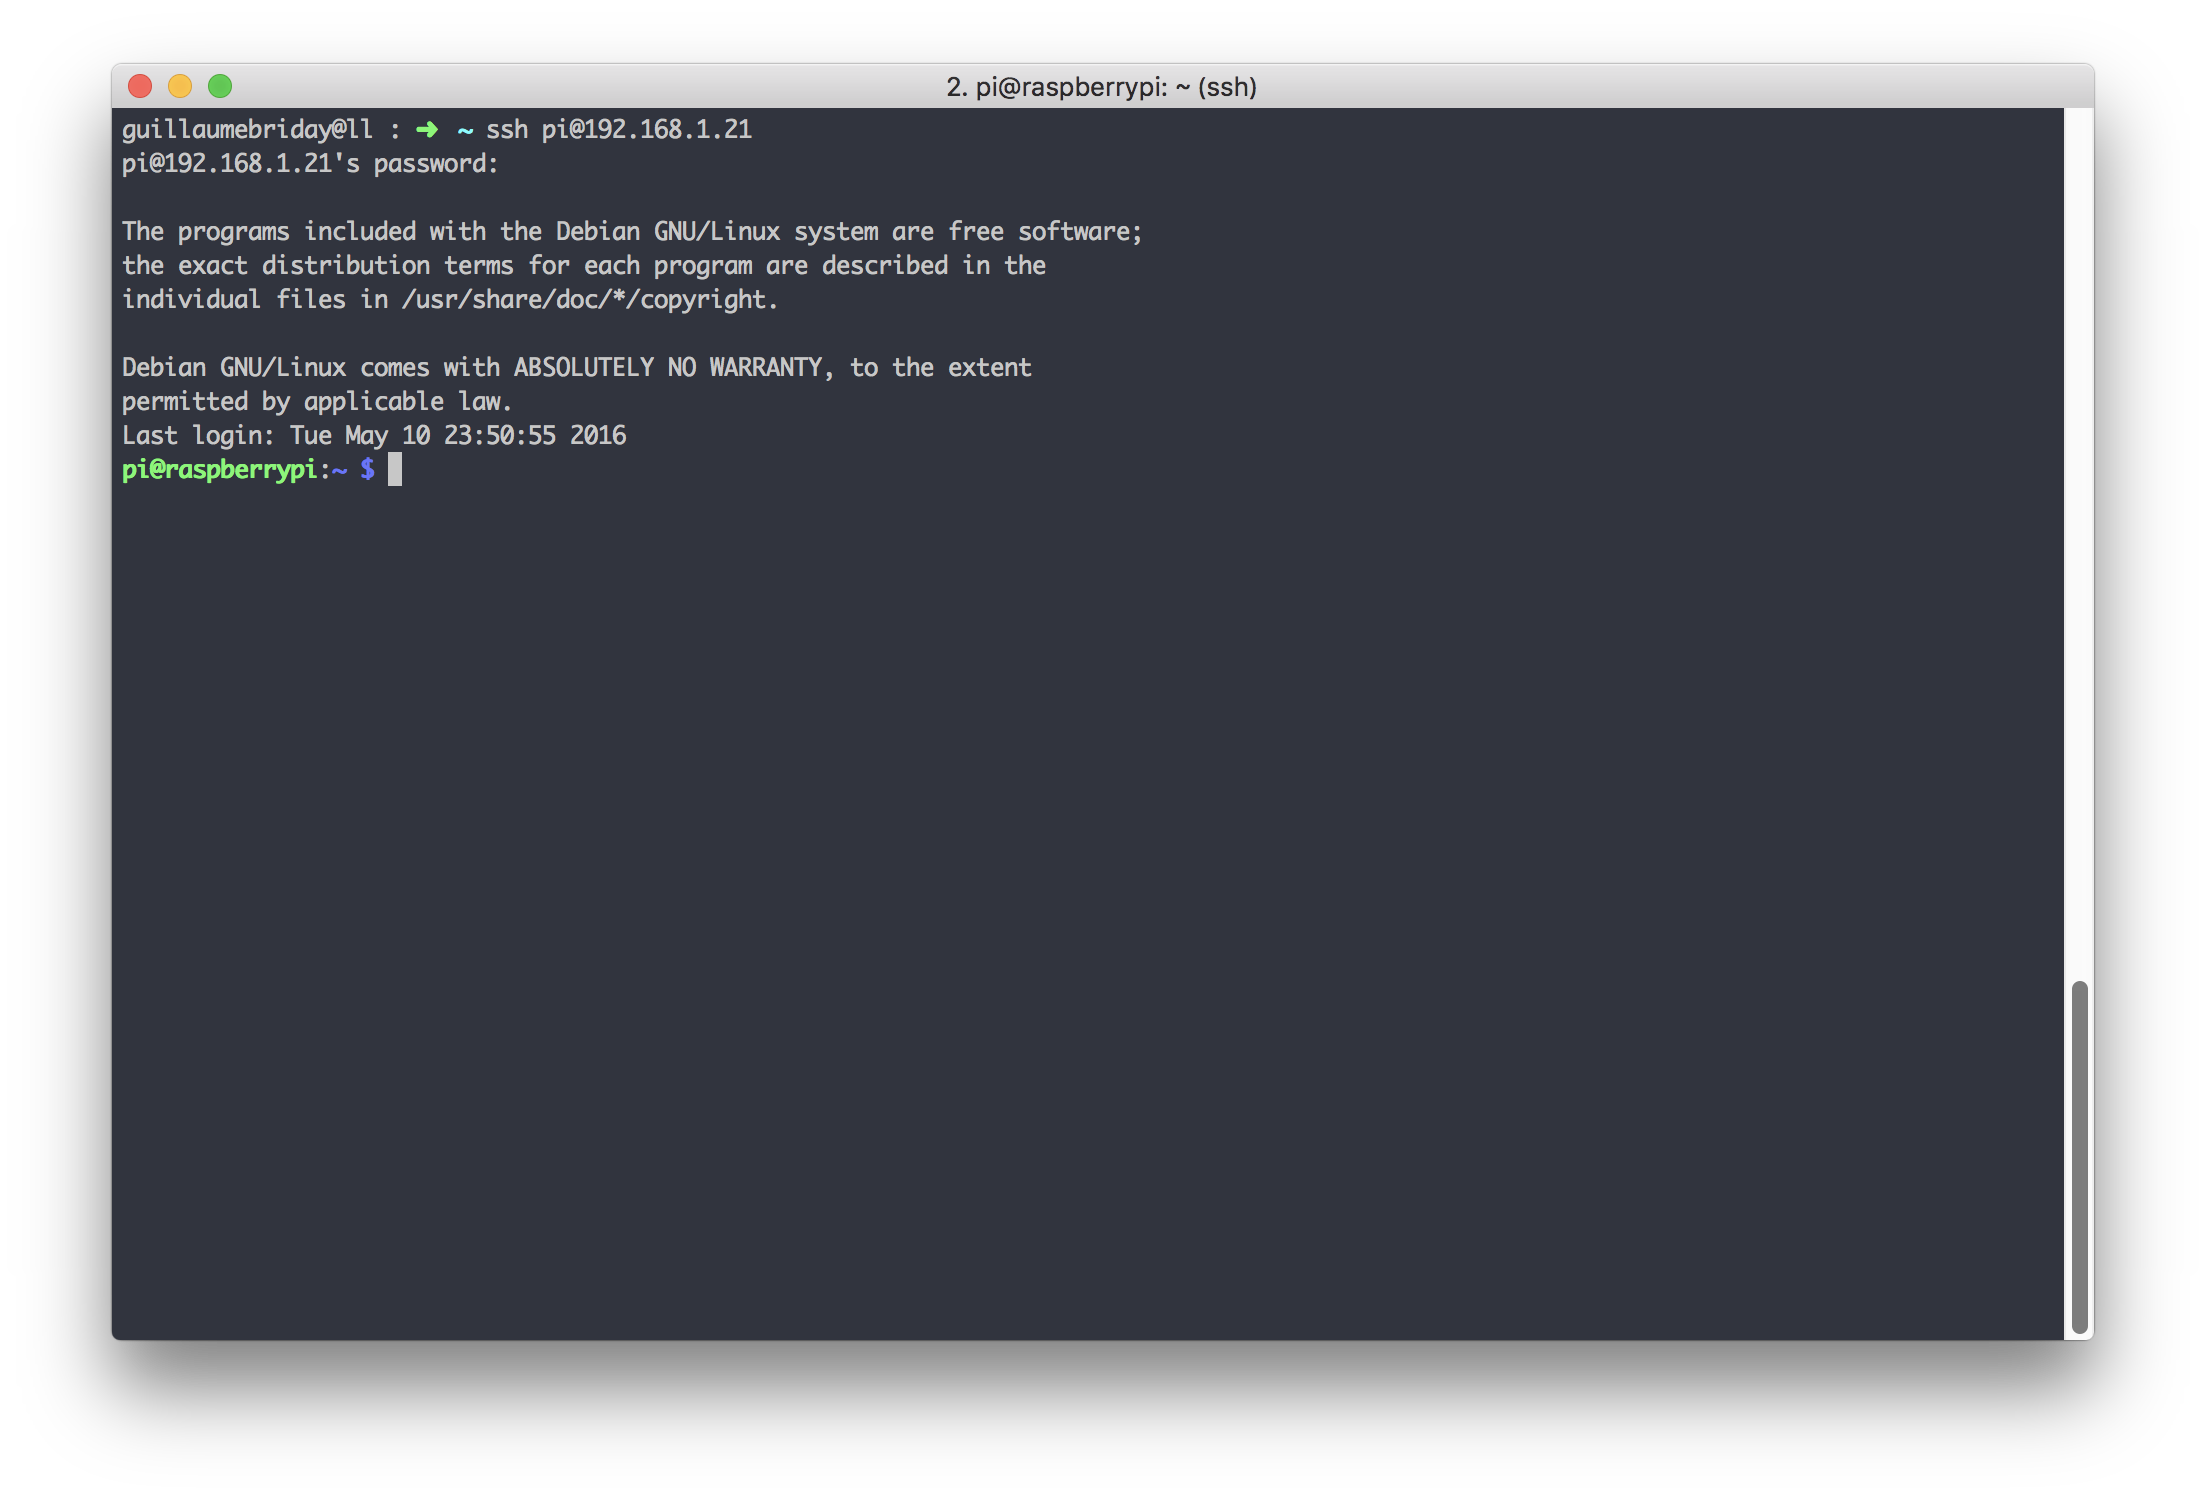 2. pi@raspberrypi: ~ (ssh)
guillaumebriday@ll : ➜ ~ ssh pi@192.168.1.21
pi@192.168.1.21's password:
The programs included with the Debian GNU/Linux system are free software;
the exact distribution terms for each program are described in the
individual files in /usr/share/doc/*/copyright.
Debian GNU/Linux comes with ABSOLUTELY NO WARRANTY, to the extent
permitted by applicable law.
Last login: Tue May 10 23:50:55 2016
pi@raspberrypi:~ $